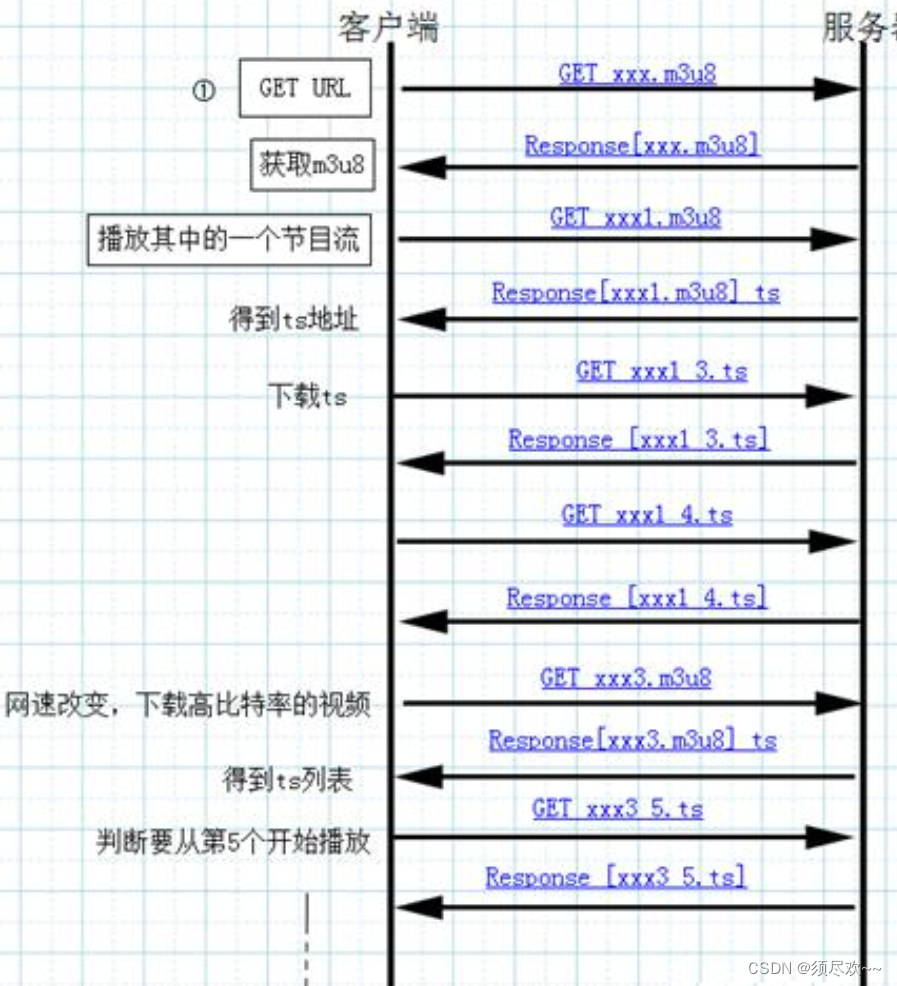 客户端 服务器
① GET URL GET xxx.m3u8
Response[xxx.m3u8]
获取m3u8
GET xxx1.m3u8
播放其中的一个节目流
Response[xxx1.m3u8] ts
得到ts地址
GET xxx1 3.ts
下载ts
Response [xxx1 3.ts]
GET xxx1 4.ts
Response [xxx1 4.ts]
GET xxx3.m3u8
网速改变，下载高比特率的视频
Response[xxx3.m3u8] ts
得到ts列表
GET xxx3 5.ts
判断要从第5个开始播放
Response [xxx3 5.ts]
CSDN @须尽欢~~